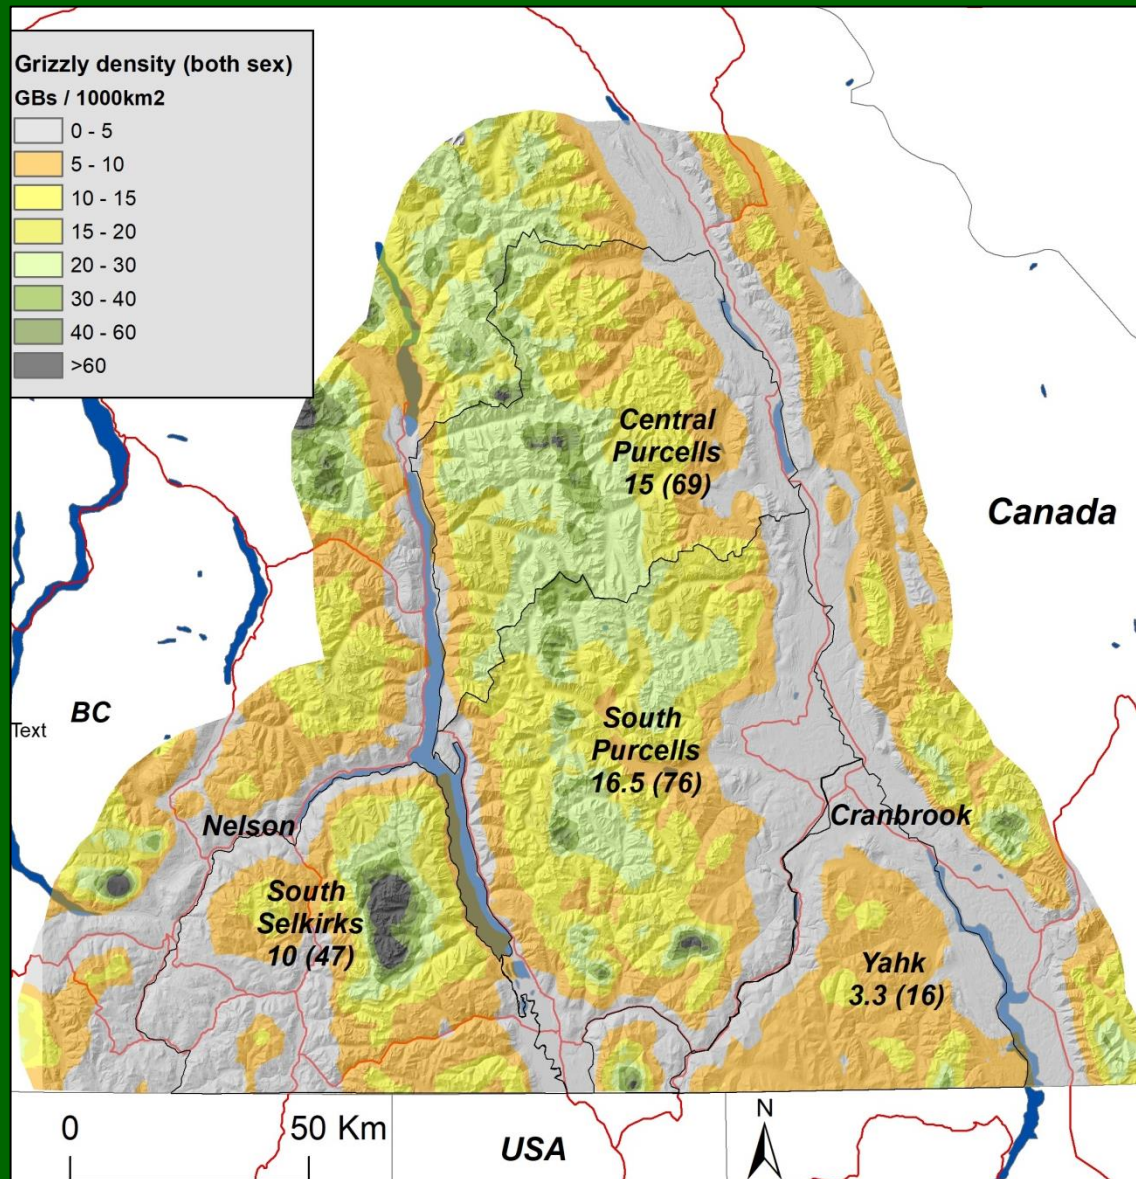 Grizzly density (both sex)
GBs / 1000km2
0 - 5
5 - 10
10 - 15
15 - 20
20 - 30
30 - 40
40 - 60
>60
Central
Purcells
15 (69)
Canada
BC
Text
South
Purcells
16.5 (76)
Nelson
Cranbrook
South
Selkirks
10 (47)
Yahk
3.3 (16)
0
50 Km
USA
N